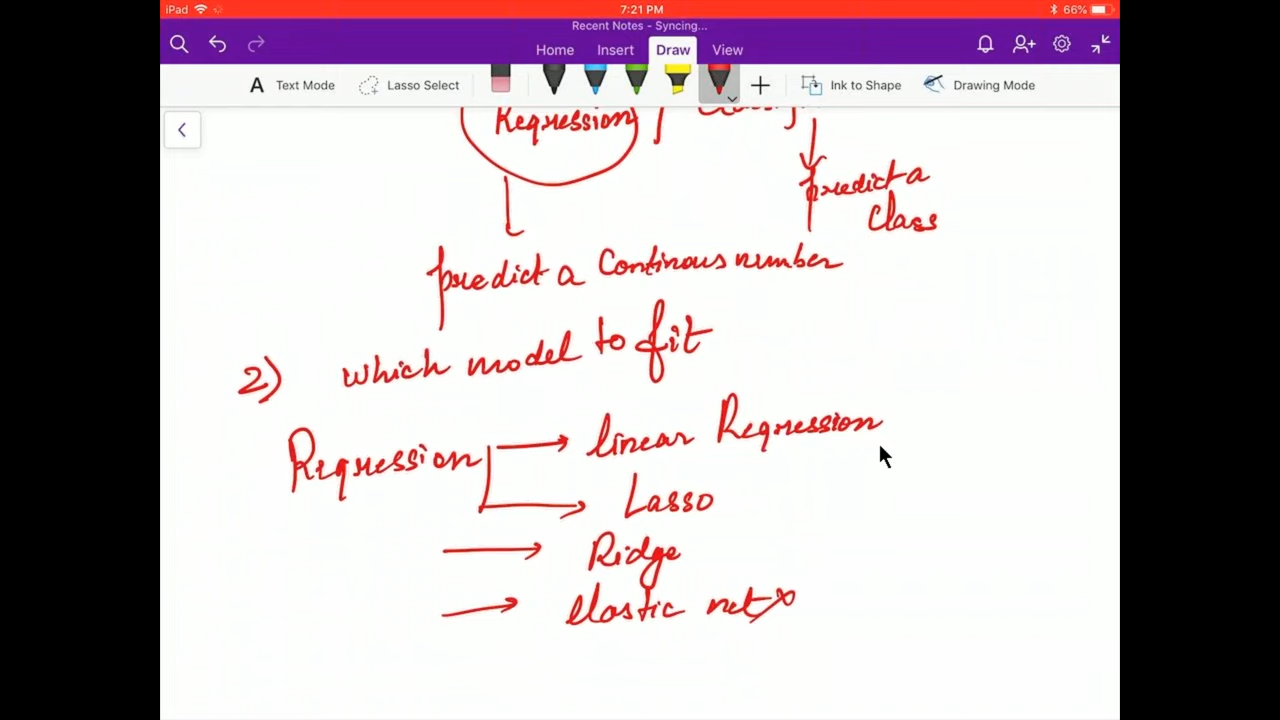 iPad 7:21 PM 66%
Recent Notes - Syncing...
Home Insert Draw View
A Text Mode Lasso Select Ink to Shape Drawing Mode
Regression
predict a
Class
predict a Continous number
2) which model to fit
Regression → linear Regression
→ Lasso
→ Ridge
→ elastic net